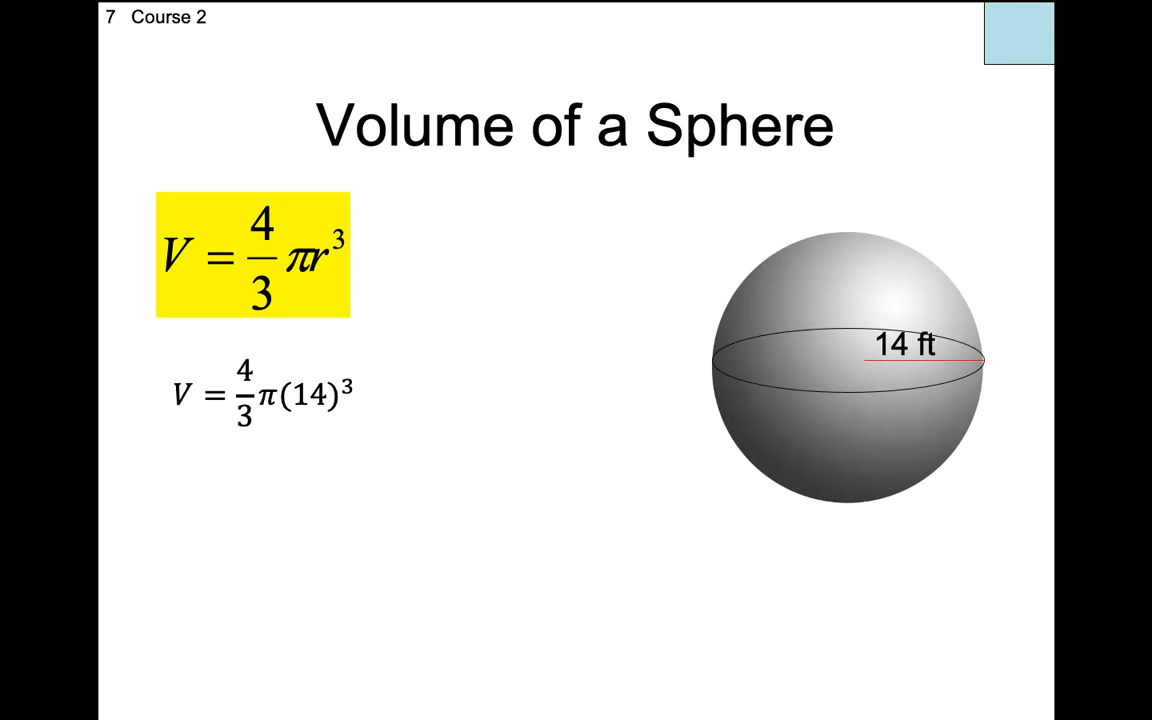 7 Course 2
Volume of a Sphere
V = 4/3 πr³
14 ft
V = 4/3 π(14)³